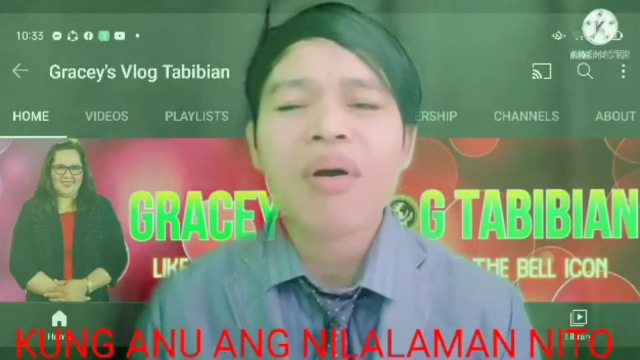 10:33
KINEMASTER
Gracey's Vlog Tabibian
HOME VIDEOS PLAYLISTS ERSHIP CHANNELS ABOUT
GRACEY G TABIBIAN
LIKE THE BELL ICON
KUNG ANU ANG NILALAMAN NITO